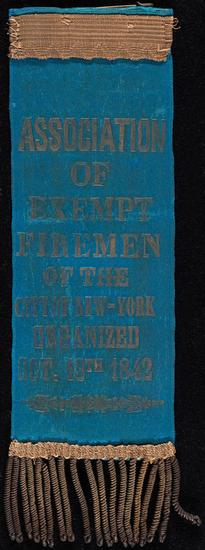 ASSOCIATION
OF
EXEMPT
FIREMEN
OF THE
CITY OF NEW-YORK
ORGANIZED
OCT. 19TH 1842